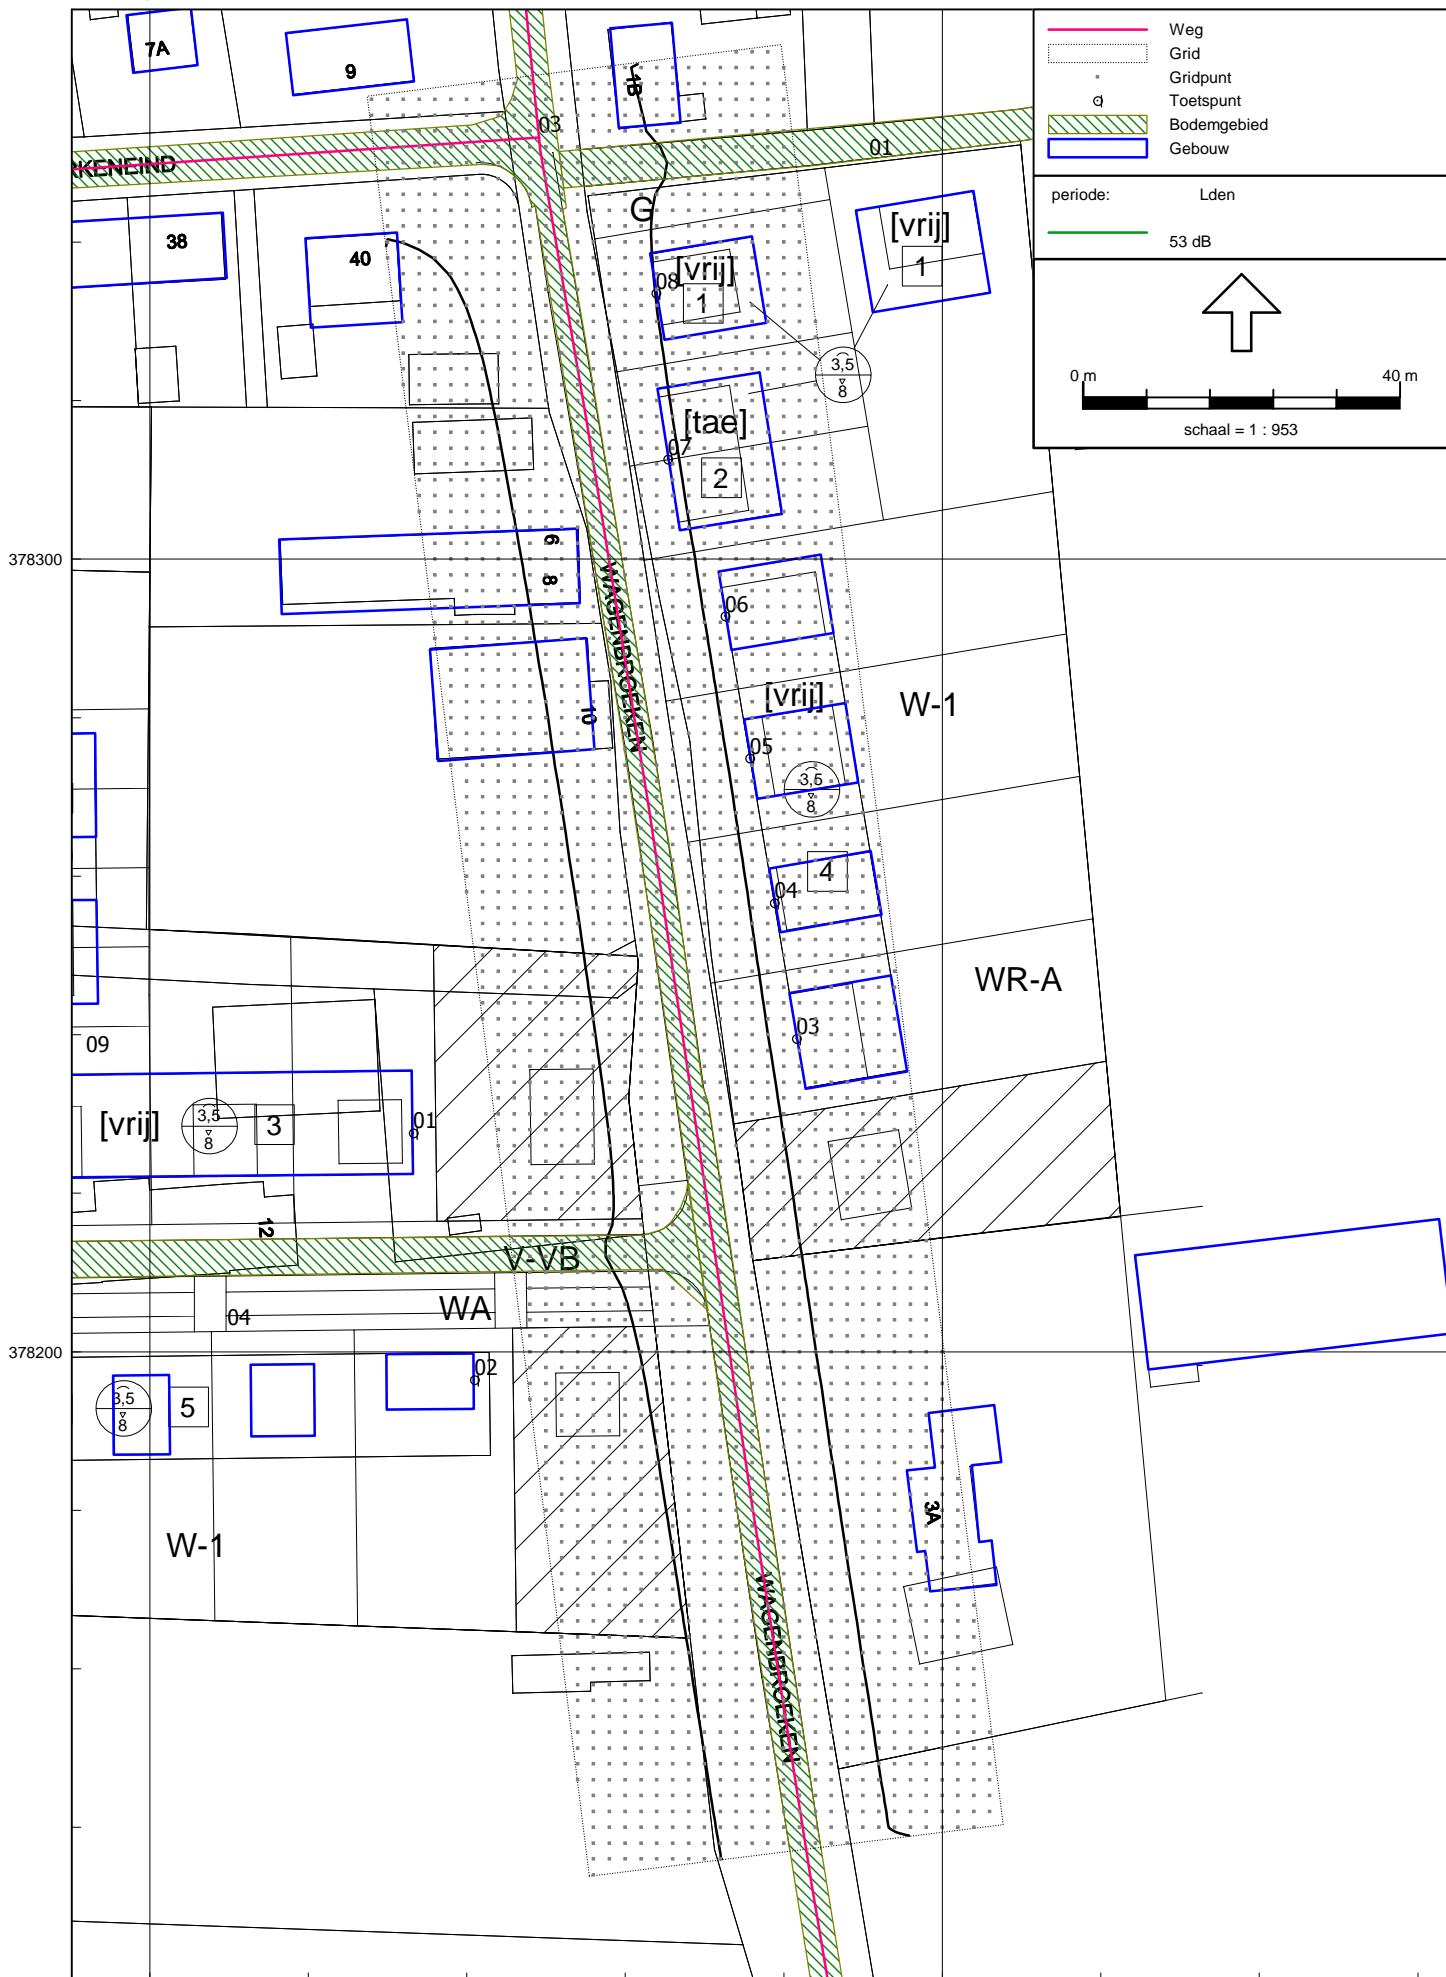 Weg
Grid
Gridpunt
Toetspunt
Bodemgebied
Gebouw
periode: Lden
53 dB
0 m 40 m
schaal = 1 : 953
7A
9
1B
03
01
RKENEIND
38
40
G
[vrij]
1
[vrij]
08
1
3,5
8
[tae]
07
2
378300
6
8
06
WAGENBROEKEN
10
[vrij]
W-1
05
3,5
8
4
04
WR-A
03
09
[vrij]
3,5
8
3
01
12
V-VB
WA
04
378200
02
3,5
8
5
3A
W-1
WAGENBROEKEN